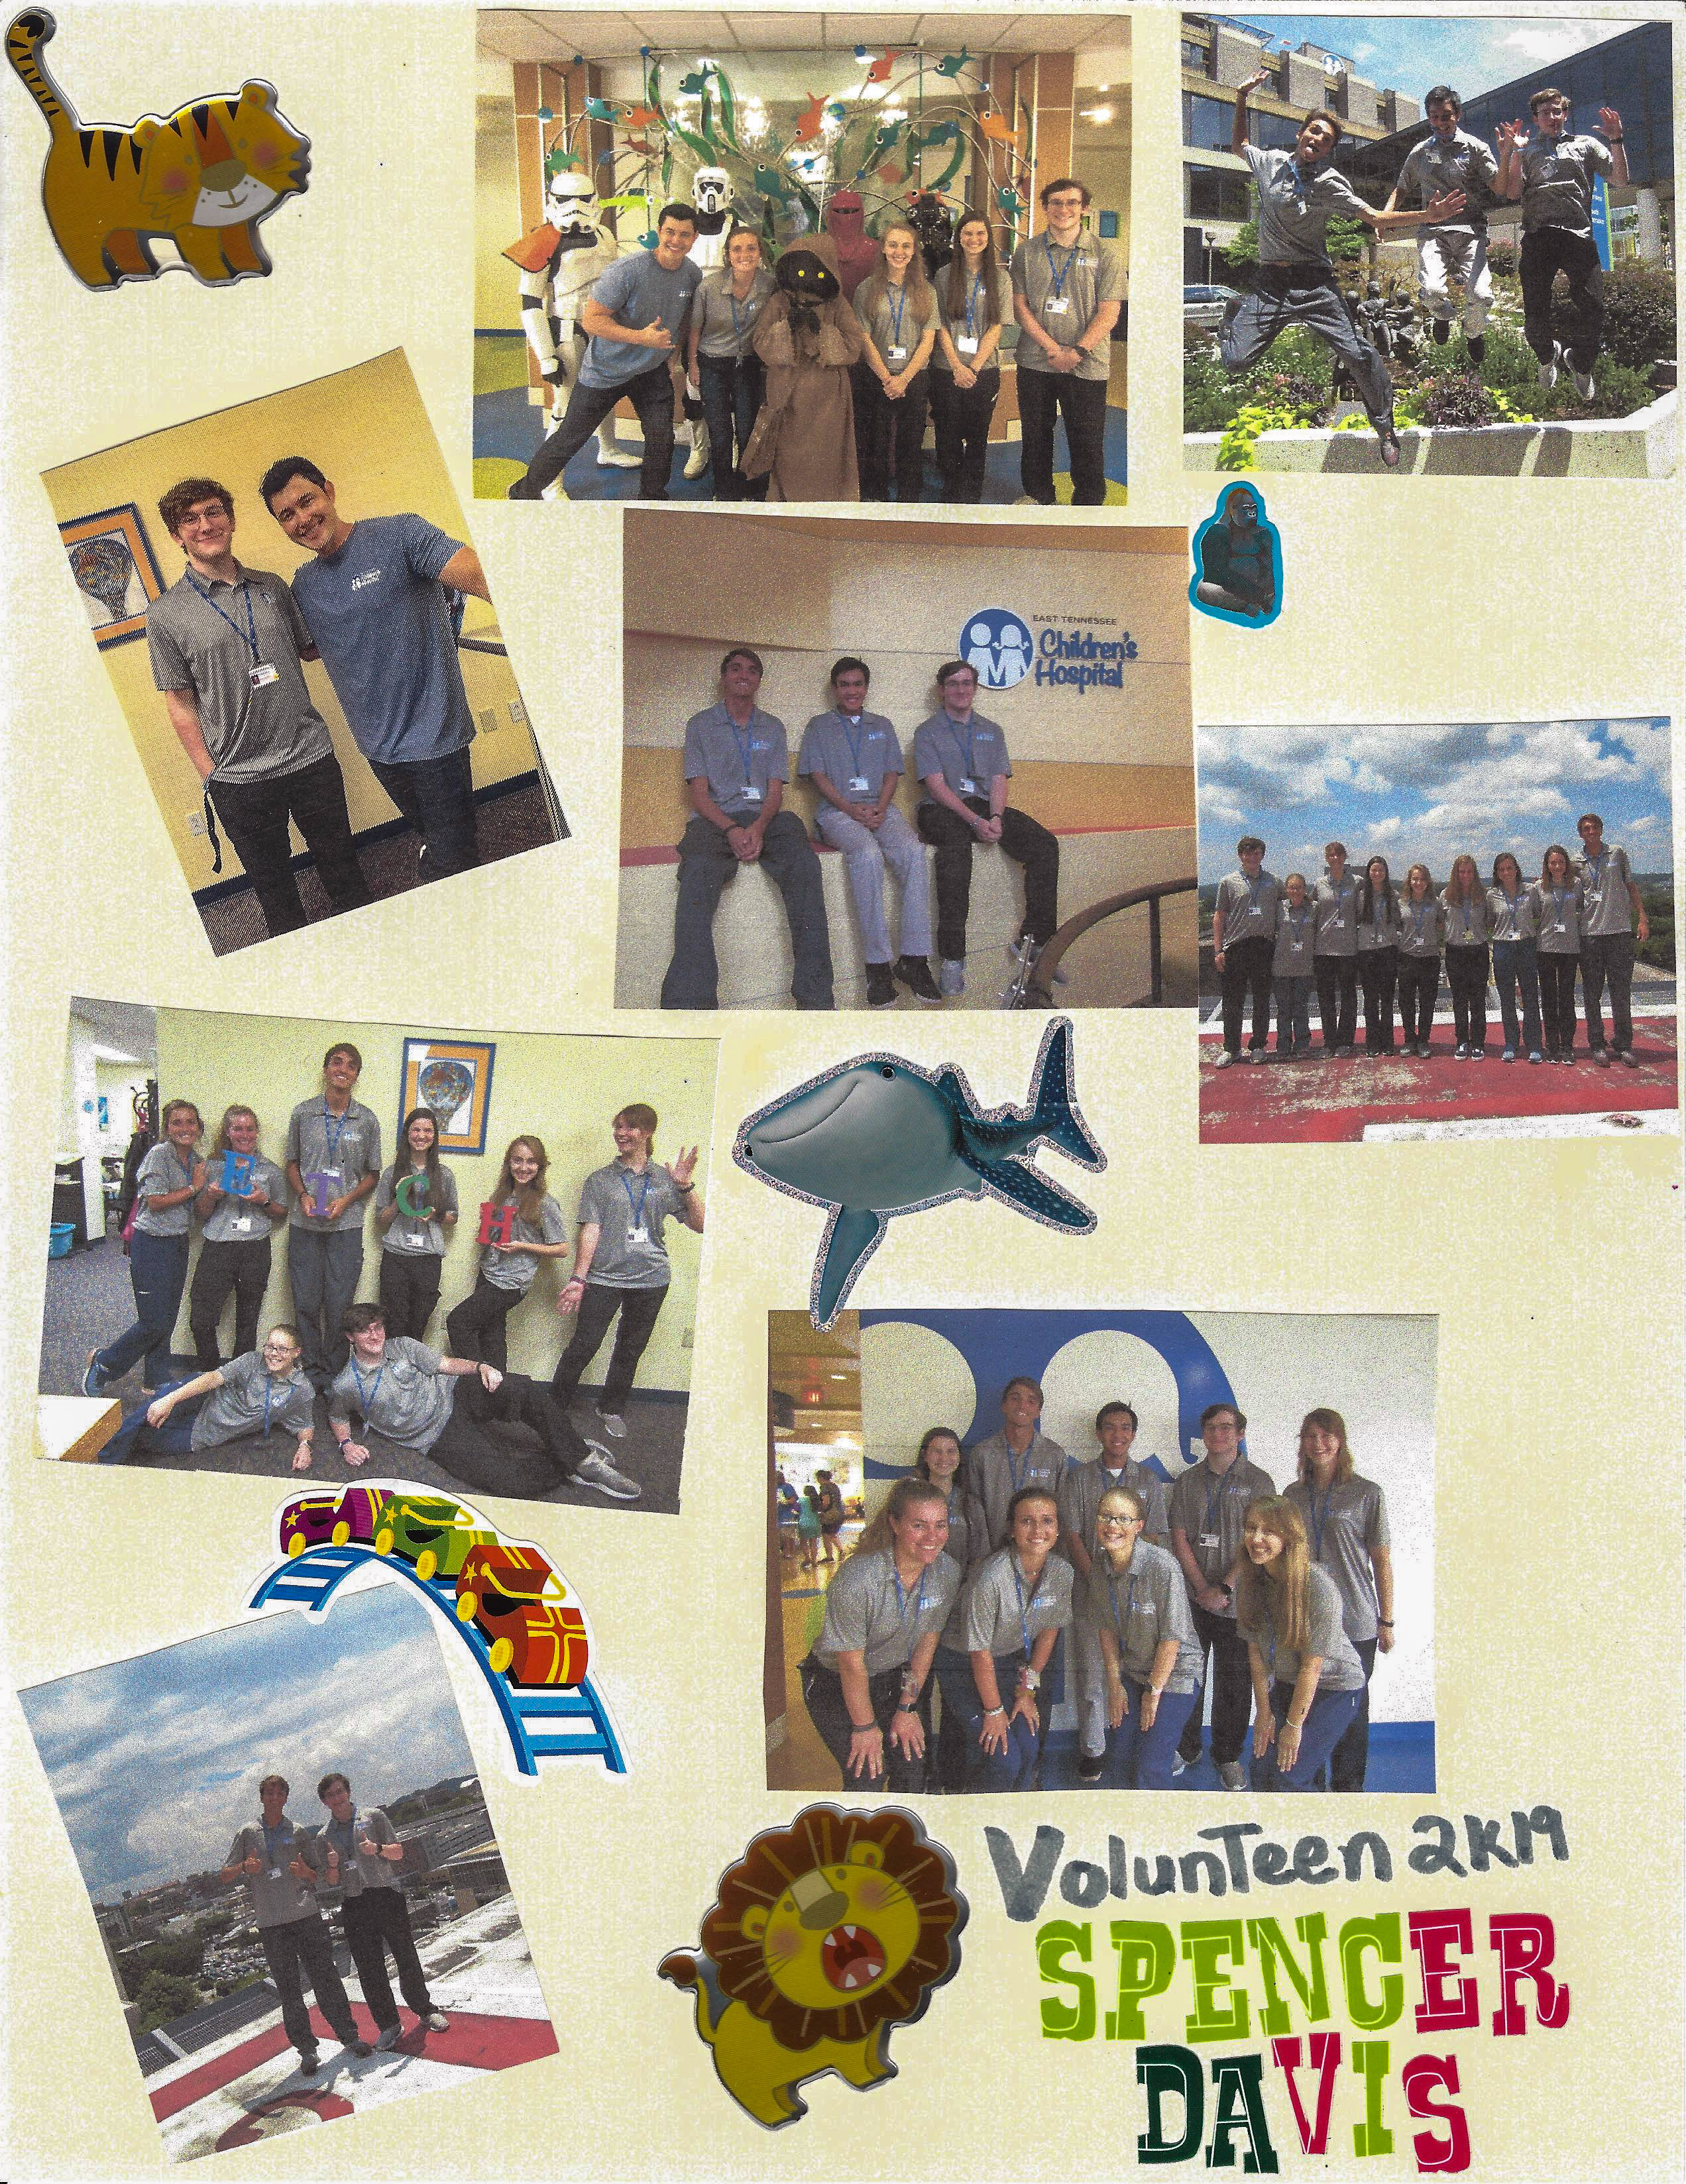 EAST TENNESSEE
Children's
Hospital
E T C H
VolunTeen 2K19
SPENCER
DAVIS